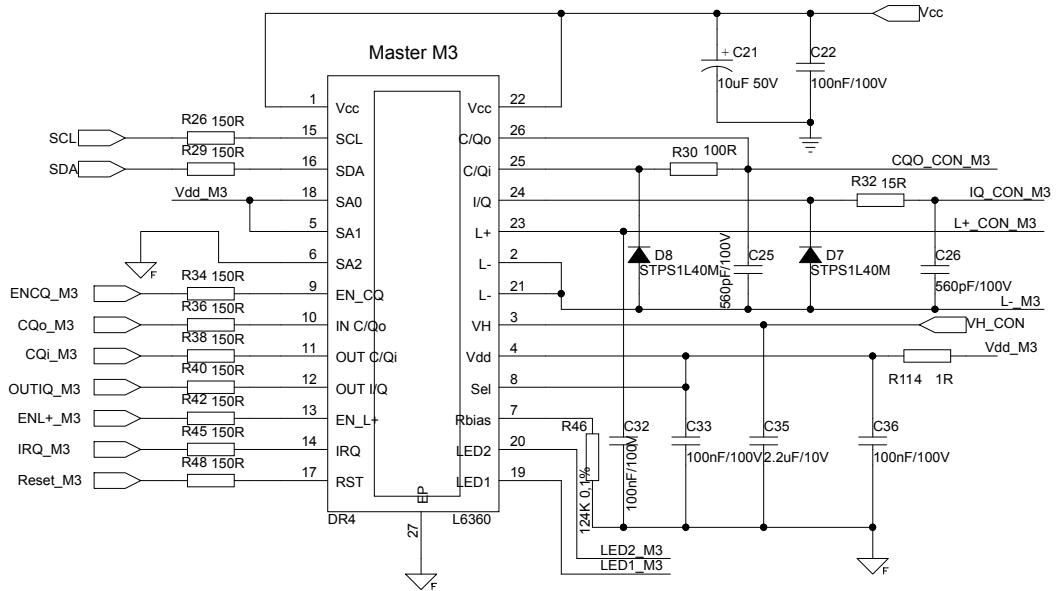 Vcc
Master M3
+ C21
10uF 50V
C22
100nF/100V
1 Vcc
Vcc 22
SCL R26 150R 15 SCL
C/Qo 26
SDA R29 150R 16 SDA
C/Qi 25 R30 100R CQO_CON_M3
Vdd_M3 18 SA0
I/Q 24 R32 15R IQ_CON_M3
5 SA1
L+ 23 L+_CON_M3
6 SA2
L- 2
F
D8
STPS1L40M
C25
560pF/100V
D7
STPS1L40M
C26
560pF/100V
ENCQ_M3 R34 150R 9 EN_CQ
L- 21 L-_M3
CQo_M3 R36 150R 10 IN C/Qo
VH 3 VH_CON
CQi_M3 R38 150R 11 OUT C/Qi
Vdd 4 Vdd_M3
R114 1R
OUTIQ_M3 R40 150R 12 OUT I/Q
Sel 8
ENL+_M3 R42 150R 13 EN_L+
Rbias 7
R46
124K 0,1%
C32
100nF/100V
C33
100nF/100V
C35
2.2uF/10V
C36
100nF/100V
IRQ_M3 R45 150R 14 IRQ
LED2 20
Reset_M3 R48 150R 17 RST
LED1 19
EP
DR4 L6360
27
F
LED2_M3
LED1_M3
F